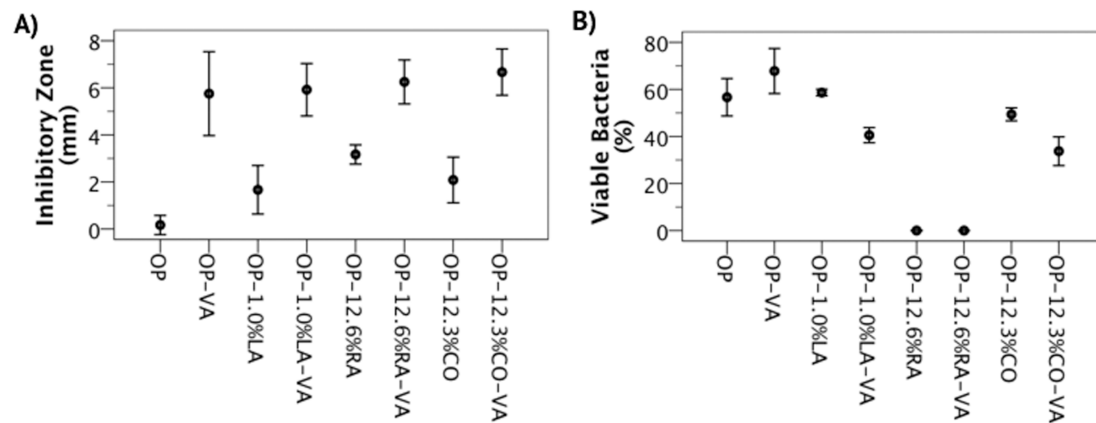 A)
Inhibitory Zone
(mm)
8
6
4
2
0
OP
OP-VA
OP-1.0%LA
OP-1.0%LA-VA
OP-12.6%RA
OP-12.6%RA-VA
OP-12.3%CO
OP-12.3%CO-VA
B)
Viable Bacteria
(%)
80
60
40
20
0
OP
OP-VA
OP-1.0%LA
OP-1.0%LA-VA
OP-12.6%RA
OP-12.6%RA-VA
OP-12.3%CO
OP-12.3%CO-VA